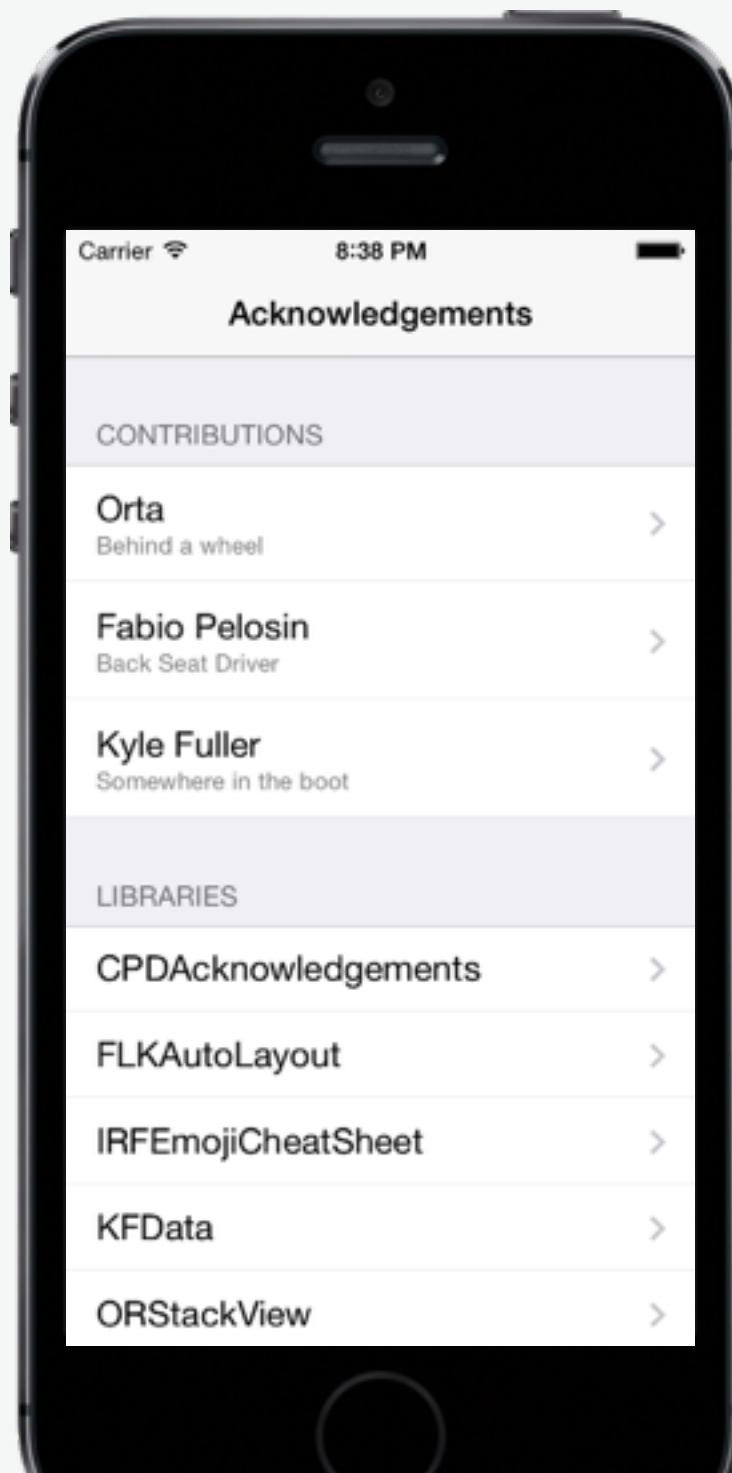 Carrier 8:38 PM
Acknowledgements
CONTRIBUTIONS
Orta
Behind a wheel
Fabio Pelosin
Back Seat Driver
Kyle Fuller
Somewhere in the boot
LIBRARIES
CPDAcknowledgements
FLKAutoLayout
IRFEmojiCheatSheet
KFData
ORStackView